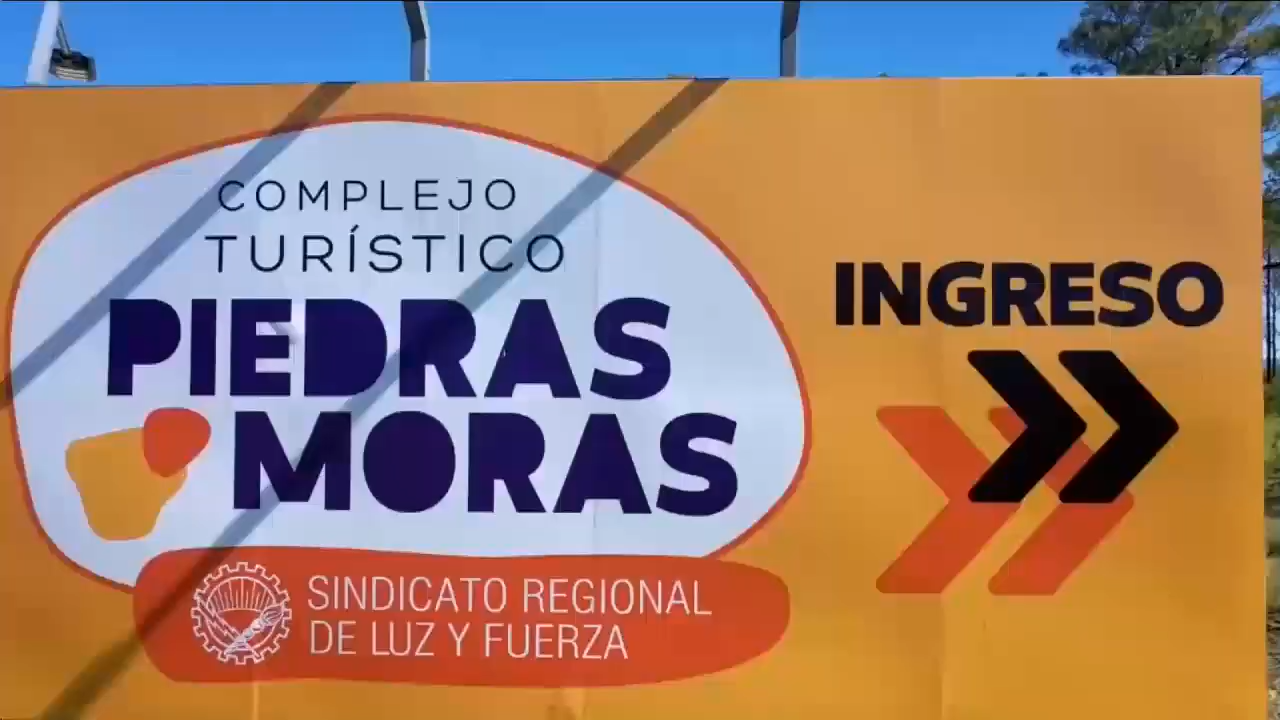 COMPLEJO
TURÍSTICO
PIEDRAS
MORAS
SINDICATO REGIONAL
DE LUZ Y FUERZA
INGRESO